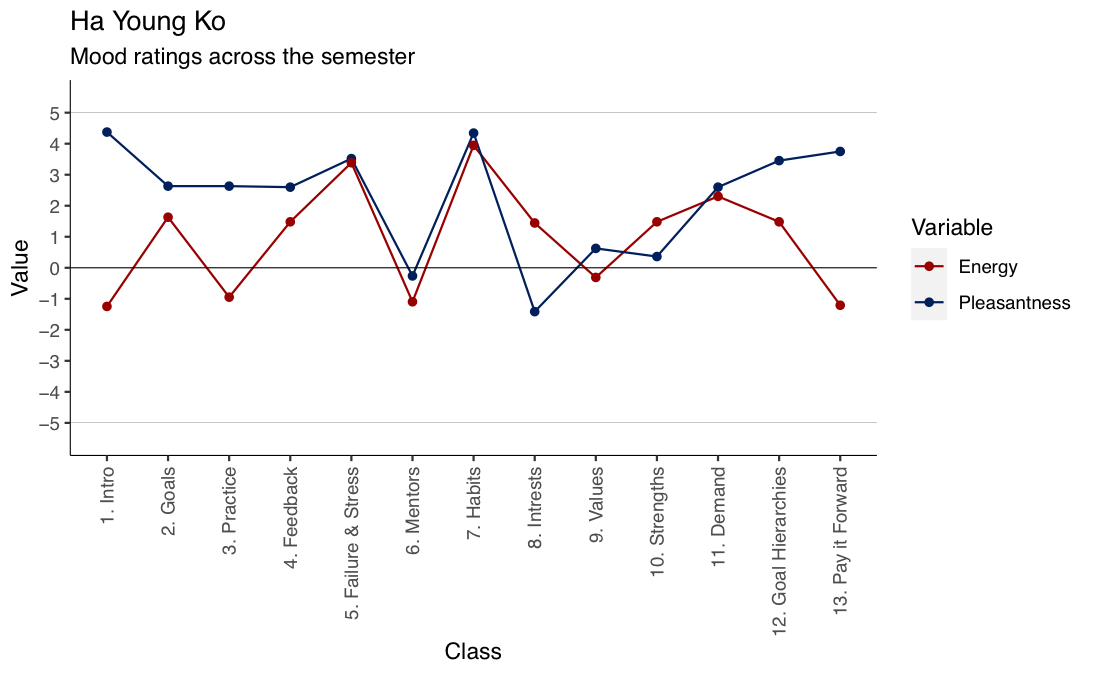 Ha Young Ko
Mood ratings across the semester
Value
5
4
3
2
1
0
−1
−2
−3
−4
−5
1. Intro
2. Goals
3. Practice
4. Feedback
5. Failure & Stress
6. Mentors
7. Habits
8. Intrests
9. Values
10. Strengths
11. Demand
12. Goal Hierarchies
13. Pay it Forward
Class
Variable
Energy
Pleasantness